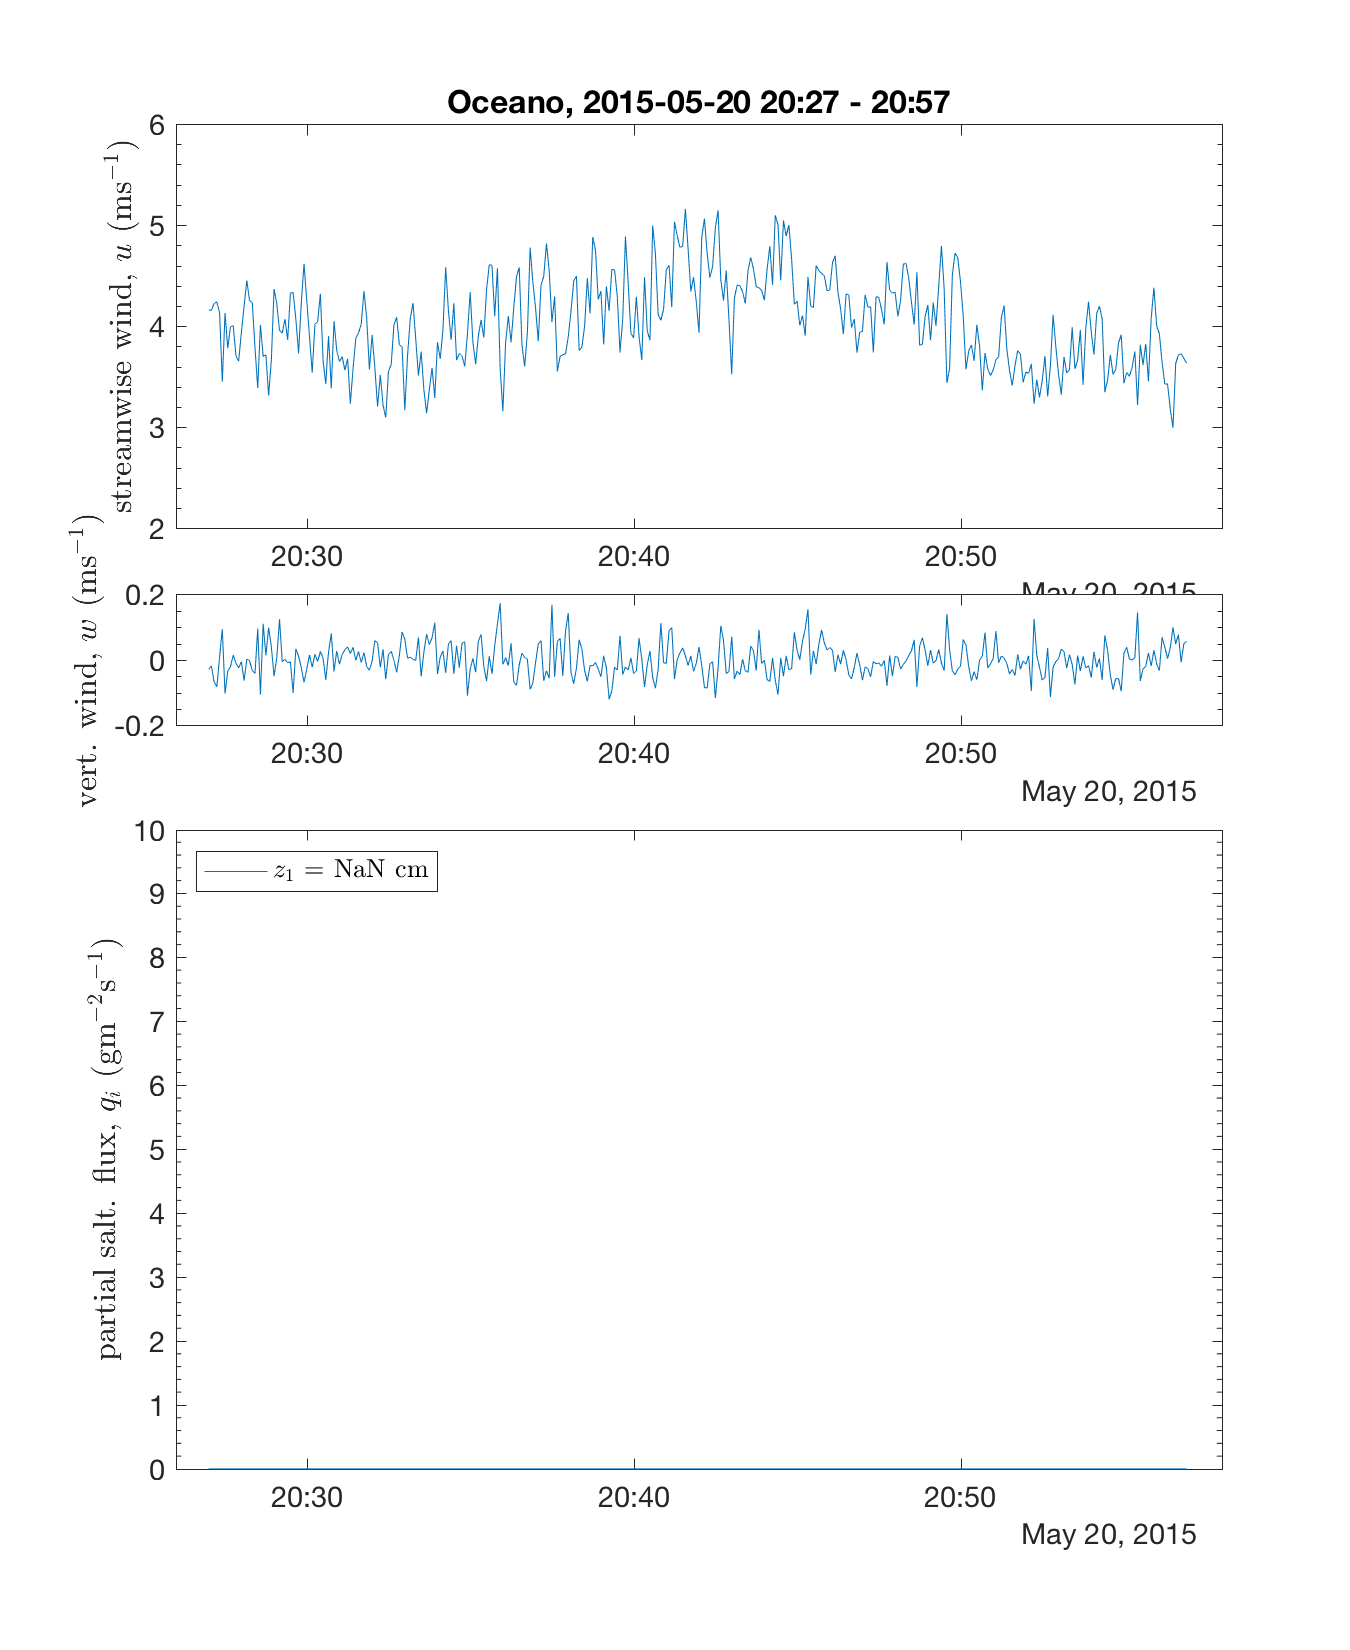 Oceano, 2015-05-20 20:27 - 20:57
streamwise wind, u (ms⁻¹)
6
5
4
3
2
20:30 20:40 20:50
May 20, 2015
vert. wind, w (ms⁻¹)
0.2
0
-0.2
20:30 20:40 20:50
May 20, 2015
partial salt. flux, qᵢ (gm⁻²s⁻¹)
10
9
8
7
6
5
4
3
2
1
0
z₁ = NaN cm
20:30 20:40 20:50
May 20, 2015